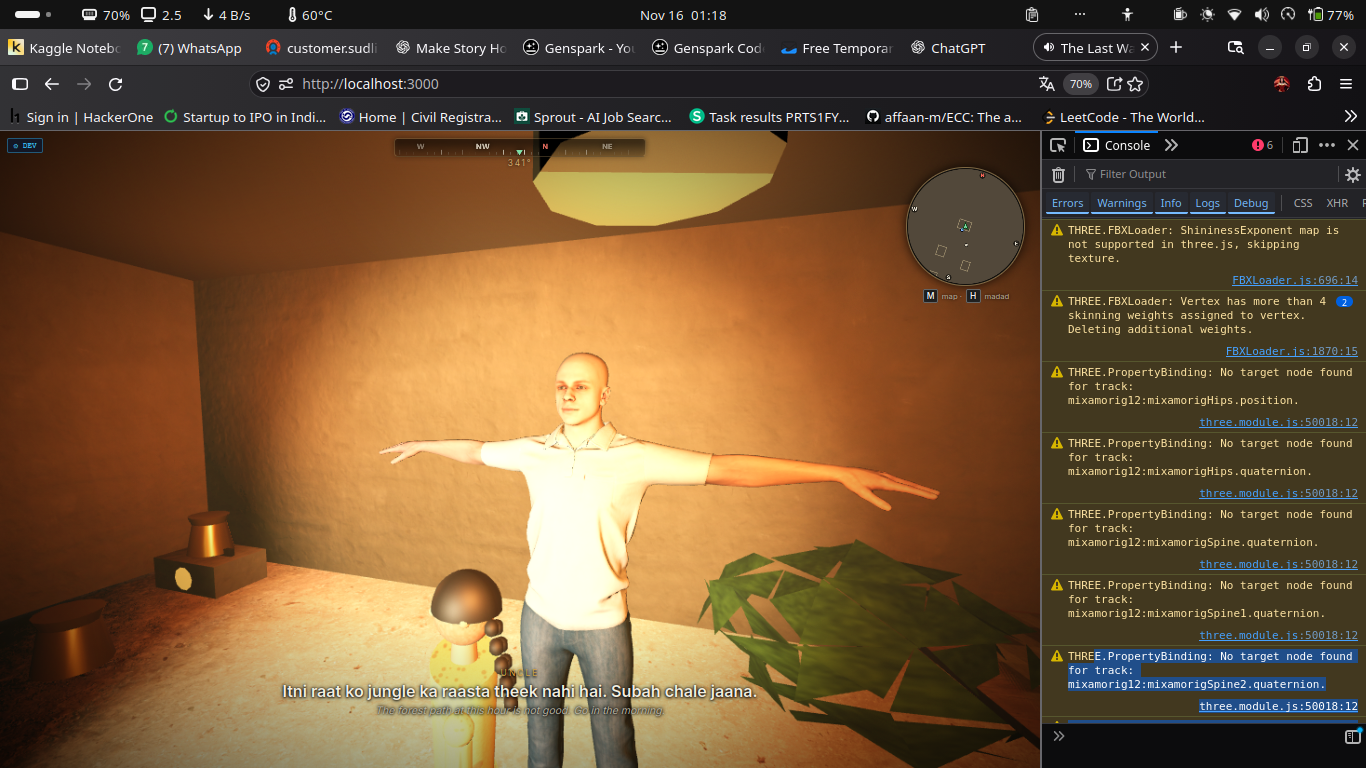 70% 2.5 4 B/s 60°C Nov 16 01:18 77%
Kaggle Noteb (7) WhatsApp customer.sudli Make Story Ho Genspark - You Genspark Cod Free Temporar ChatGPT The Last Wa
http://localhost:3000 70%
Sign in | HackerOne Startup to IPO in Indi... Home | Civil Registra... Sprout - AI Job Searc... Task results PRTS1FY... affaan-m/ECC: The a... LeetCode - The World...
DEV
W NW N NE
341°
N
W
E
S
M map · H madad
UNCLE
Itni raat ko jungle ka raasta theek nahi hai. Subah chale jaana.
The forest path at this hour is not good. Go in the morning.
Console 6
Filter Output
Errors Warnings Info Logs Debug CSS XHR
THREE.FBXLoader: ShininessExponent map is
not supported in three.js, skipping
texture.
FBXLoader.js:696:14
THREE.FBXLoader: Vertex has more than 4 2
skinning weights assigned to vertex.
Deleting additional weights.
FBXLoader.js:1870:15
THREE.PropertyBinding: No target node found
for track:
mixamorig12:mixamorigHips.position.
three.module.js:50018:12
THREE.PropertyBinding: No target node found
for track:
mixamorig12:mixamorigHips.quaternion.
three.module.js:50018:12
THREE.PropertyBinding: No target node found
for track:
mixamorig12:mixamorigSpine.quaternion.
three.module.js:50018:12
THREE.PropertyBinding: No target node found
for track:
mixamorig12:mixamorigSpine1.quaternion.
three.module.js:50018:12
THREE.PropertyBinding: No target node found
for track:
mixamorig12:mixamorigSpine2.quaternion.
three.module.js:50018:12